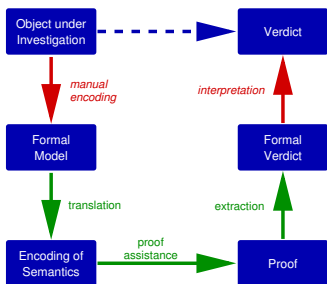 Object under
Investigation
Verdict
manual
encoding
interpretation
Formal
Model
Formal
Verdict
translation
extraction
proof
assistance
Encoding of
Semantics
Proof